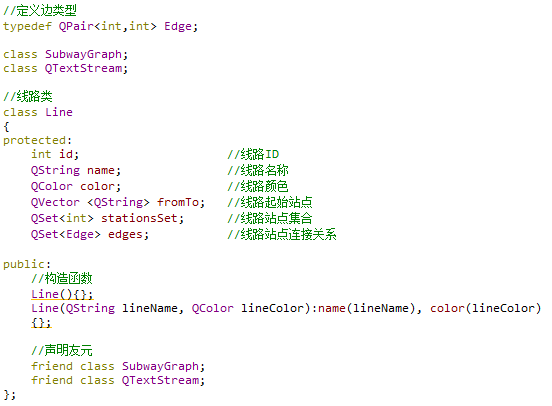 //定义边类型
typedef QPair<int,int> Edge;
class SubwayGraph;
class QTextStream;
//线路类
class Line
{
protected:
int id; //线路ID
QString name; //线路名称
QColor color; //线路颜色
QVector <QString> fromTo; //线路起始站点
QSet<int> stationsSet; //线路站点集合
QSet<Edge> edges; //线路站点连接关系
public:
//构造函数
Line(){};
Line(QString lineName, QColor lineColor):name(lineName), color(lineColor)
{};
//声明友元
friend class SubwayGraph;
friend class QTextStream;
};